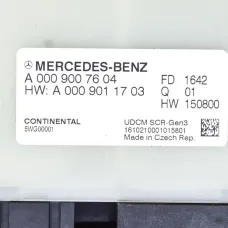 MERCEDES-BENZ
A 000 900 76 04 FD 1642
Q 01
HW: A 000 901 17 03 HW 150800
CONTINENTAL UDCM SCR-Gen3
5WG00001 1610210001015801
Made in Czech Rep.